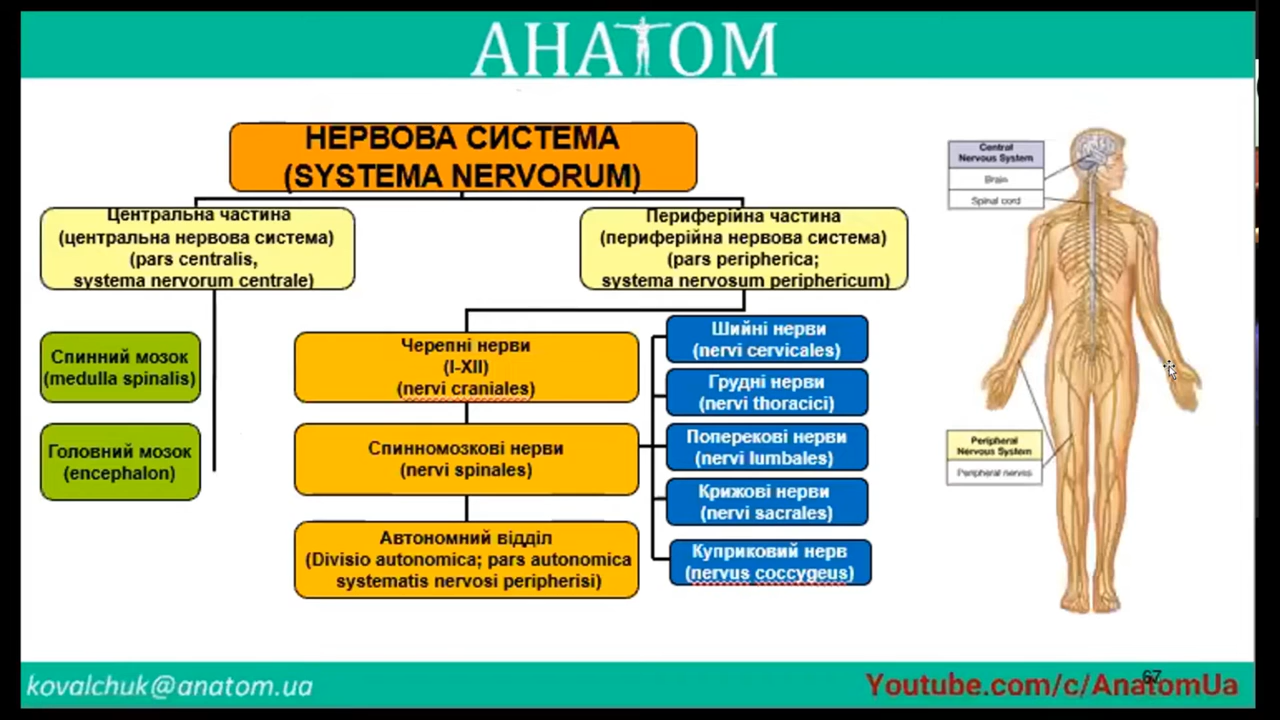 АНАТОМ
НЕРВОВА СИСТЕМА
(SYSTEMA NERVORUM)
Центральна частина
(центральна нервова система)
(pars centralis,
systema nervorum centrale)
Периферійна частина
(периферійна нервова система)
(pars peripherica;
systema nervosum periphericum)
Спинний мозок
(medulla spinalis)
Головний мозок
(encephalon)
Черепні нерви
(I-XII)
(nervi craniales)
Спинномозкові нерви
(nervi spinales)
Автономний відділ
(Divisio autonomica; pars autonomica
systematis nervosi peripherisi)
Шийні нерви
(nervi cervicales)
Грудні нерви
(nervi thoracici)
Поперекові нерви
(nervi lumbales)
Крижові нерви
(nervi sacrales)
Куприковий нерв
(nervus coccygeus)
Central
Nervous System
Brain
Spinal cord
Peripheral
Nervous System
Peripheral nerves
kovalchuk@anatom.ua
67
Youtube.com/c/AnatomUa